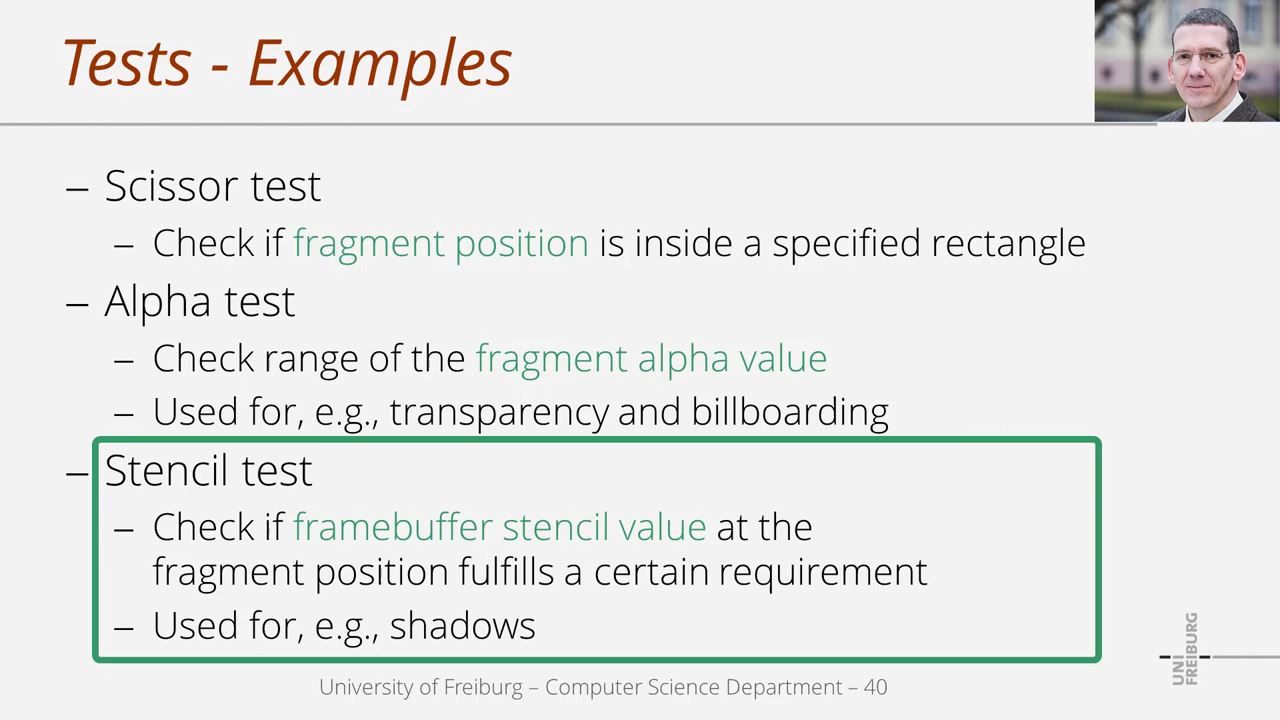 Tests - Examples
– Scissor test
– Check if fragment position is inside a specified rectangle
– Alpha test
– Check range of the fragment alpha value
– Used for, e.g., transparency and billboarding
– Stencil test
– Check if framebuffer stencil value at the
fragment position fulfills a certain requirement
– Used for, e.g., shadows
University of Freiburg – Computer Science Department – 40
UNI
FREIBURG